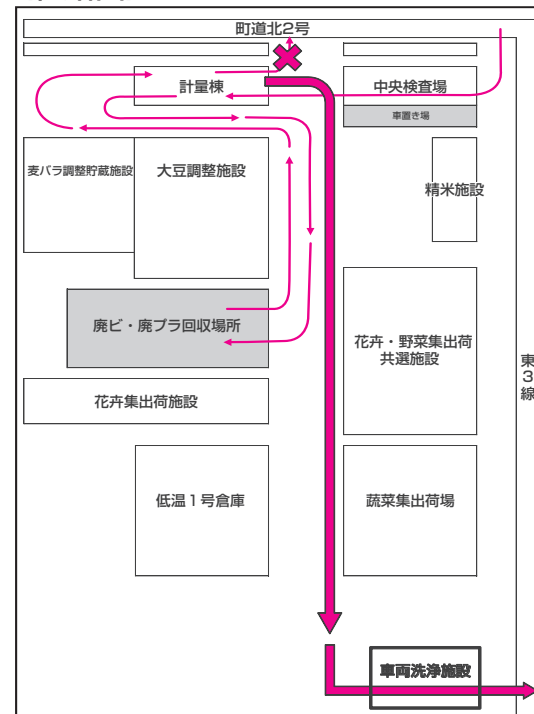 町道北2号
計量棟
中央検査場
車置き場
麦バラ調整貯蔵施設
大豆調整施設
精米施設
廃ビ・廃プラ回収場所
花卉・野菜集出荷
共選施設
東3線
花卉集出荷施設
低温1号倉庫
蔬菜集出荷場
車両洗浄施設